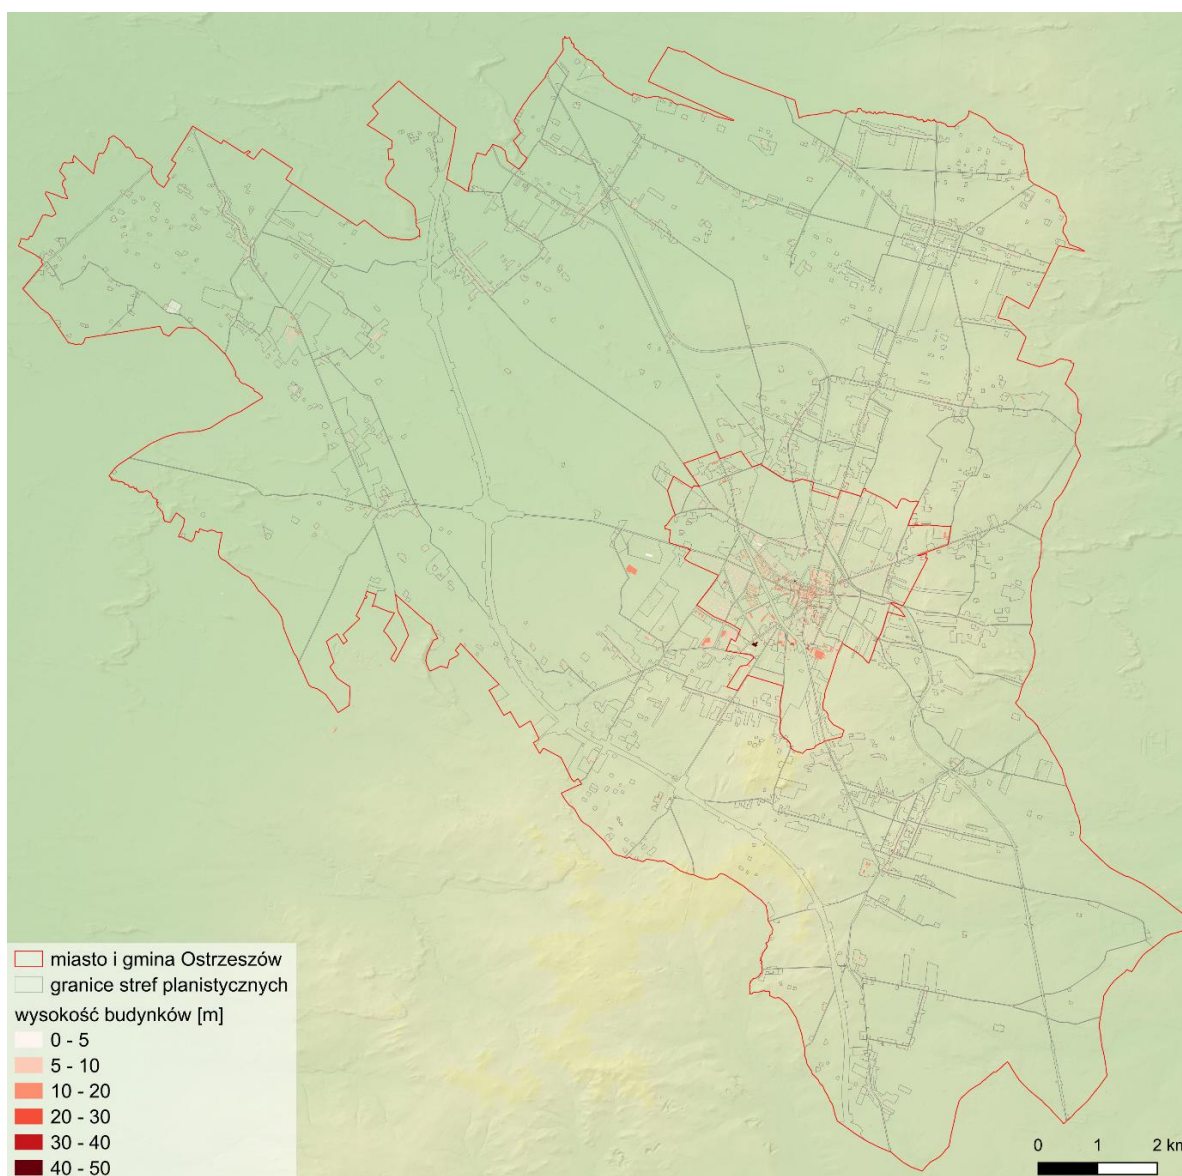 miasto i gmina Ostrzeszów
granice stref planistycznych
wysokość budynków [m]
0 - 5
5 - 10
10 - 20
20 - 30
30 - 40
40 - 50
0 1 2 km